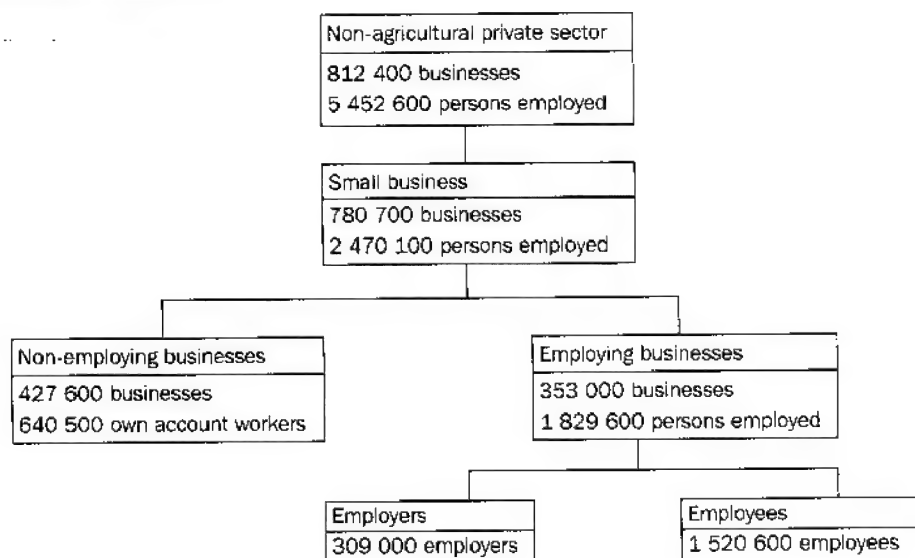 Non-agricultural private sector
812 400 businesses
5 452 600 persons employed
Small business
780 700 businesses
2 470 100 persons employed
Non-employing businesses
427 600 businesses
640 500 own account workers
Employing businesses
353 000 businesses
1 829 600 persons employed
Employers
309 000 employers
Employees
1 520 600 employees